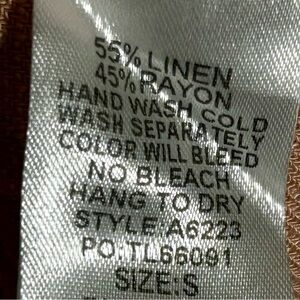 55% LINEN
45% RAYON
HAND WASH COLD
WASH SEPARATELY
COLOR WILL BLEED
NO BLEACH
HANG TO DRY
STYLE A6223
PO:TL66091
SIZE:S